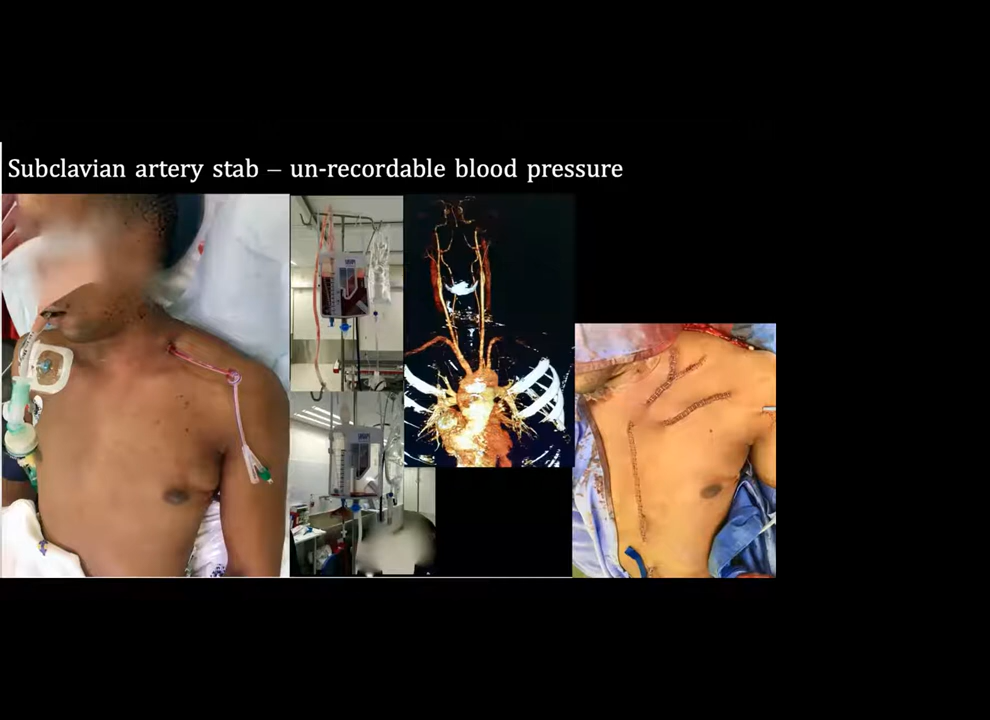 Subclavian artery stab – un-recordable blood pressure